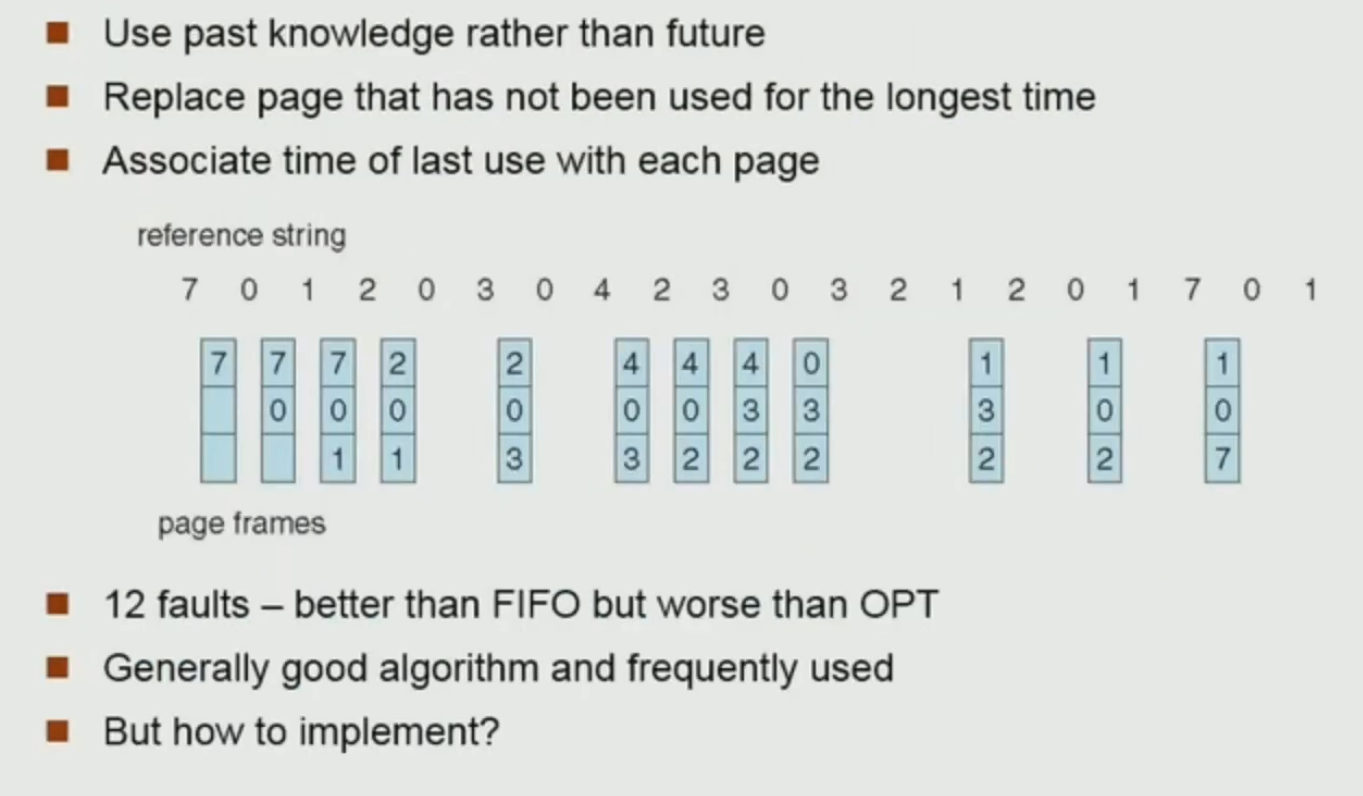 Use past knowledge rather than future
Replace page that has not been used for the longest time
Associate time of last use with each page
reference string
7 0 1 2 0 3 0 4 2 3 0 3 2 1 2 0 1 7 0 1
7 7 7 2 2 4 4 4 0 1 1 1
0 0 0 0 0 0 3 3 3 0 0
1 1 3 3 2 2 2 2 2 7
page frames
12 faults – better than FIFO but worse than OPT
Generally good algorithm and frequently used
But how to implement?